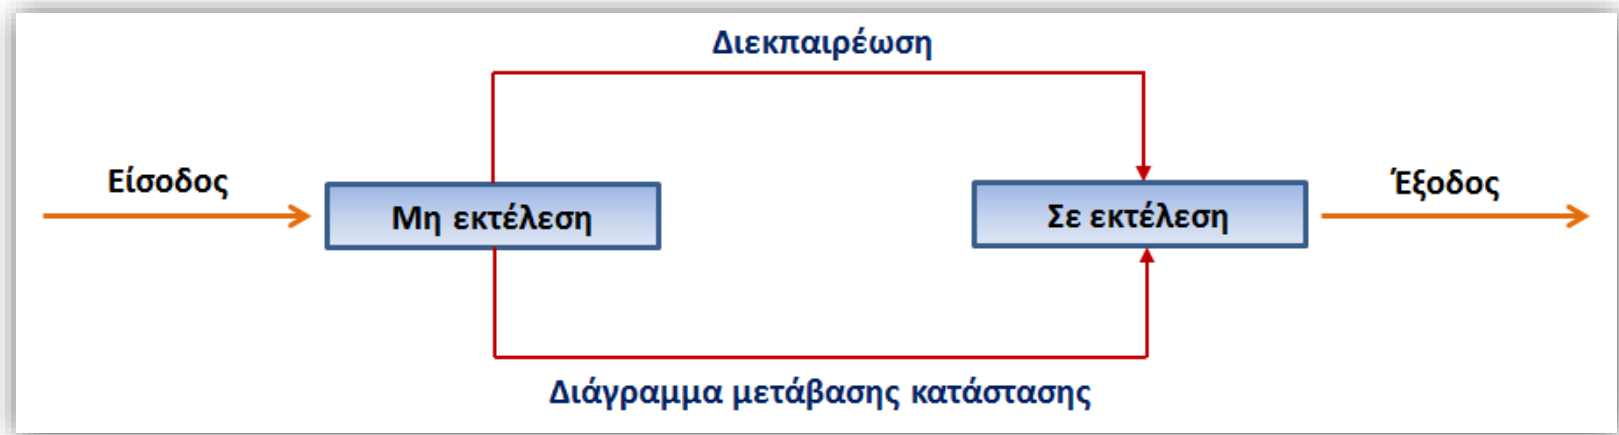 Διεκπαιρέωση
Είσοδος
Μη εκτέλεση
Σε εκτέλεση
Έξοδος
Διάγραμμα μετάβασης κατάστασης